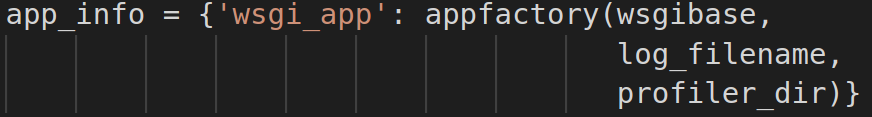 app_info = {'wsgi_app': appfactory(wsgibase,
log_filename,
profiler_dir)}